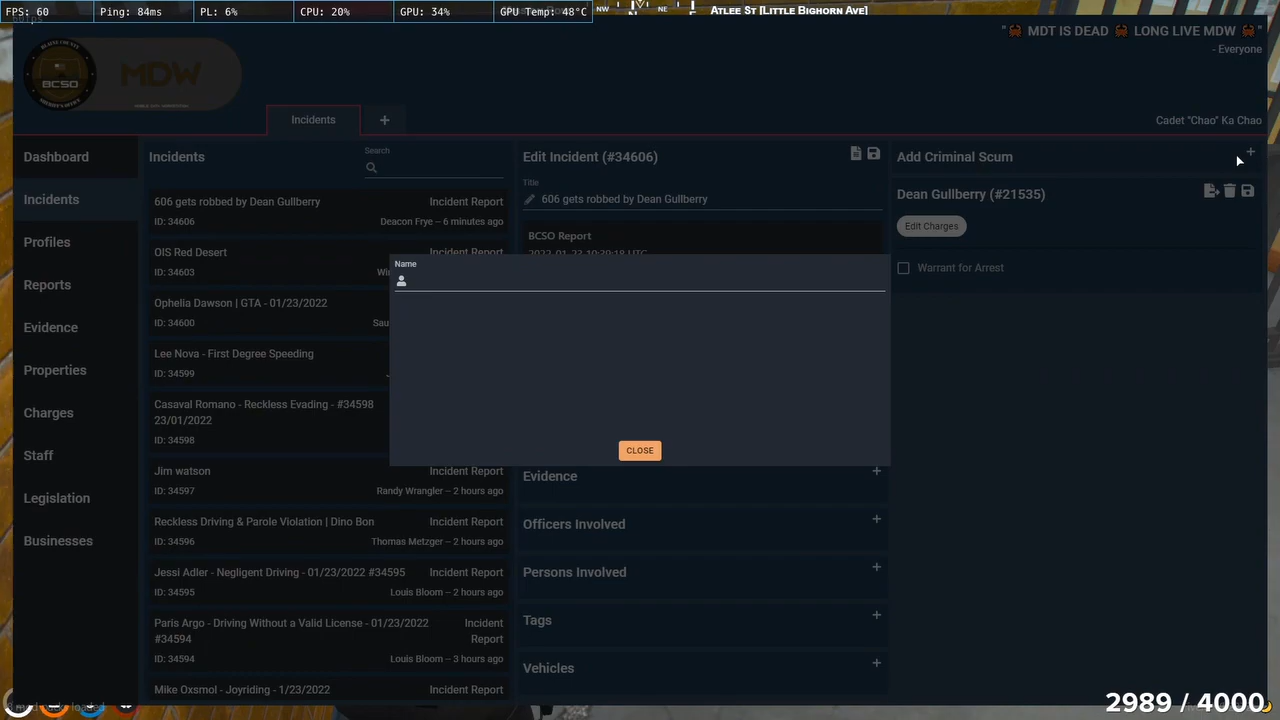 FPS: 60 Ping: 84ms PL: 6% CPU: 20% GPU: 34% GPU Temp: 48°C
NW N NE Atlee St [Little Bighorn Ave]
" MDT IS DEAD LONG LIVE MDW "
- Everyone
BLAINE COUNTY
BCSO
SHERIFF'S OFFICE
MDW
Incidents +
Cadet "Chao" Ka Chao
Dashboard
Incidents
Profiles
Reports
Evidence
Properties
Charges
Staff
Legislation
Businesses
Incidents
Search
606 gets robbed by Dean Gullberry Incident Report
ID: 34606 Deacon Frye – 6 minutes ago
OIS Red Desert Incident Report
ID: 34603
Ophelia Dawson | GTA - 01/23/2022
ID: 34600 Sau
Lee Nova - First Degree Speeding
ID: 34599
Casaval Romano - Reckless Evading - #34598
23/01/2022
ID: 34598
Jim watson Incident Report
ID: 34597 Randy Wrangler – 2 hours ago
Reckless Driving & Parole Violation | Dino Bon Incident Report
ID: 34596 Thomas Metzger – 2 hours ago
Jessi Adler - Negligent Driving - 01/23/2022 #34595 Incident Report
ID: 34595 Louis Bloom – 2 hours ago
Paris Argo - Driving Without a Valid License - 01/23/2022 Incident
#34594 Report
ID: 34594 Louis Bloom – 3 hours ago
Mike Oxsmol - Joyriding - 1/23/2022 Incident Report
Edit Incident (#34606)
Title
606 gets robbed by Dean Gullberry
BCSO Report
Name
CLOSE
Evidence +
Officers Involved +
Persons Involved +
Tags +
Vehicles +
Add Criminal Scum +
Dean Gullberry (#21535)
Edit Charges
Warrant for Arrest
2989 / 4000